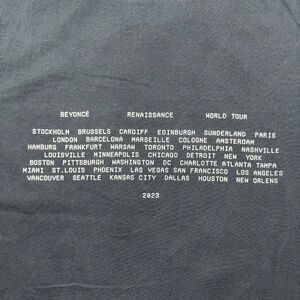 BEYONCÉ RENAISSANCE WORLD TOUR
STOCKHOLM BRUSSELS CARDIFF EDINBURGH SUNDERLAND PARIS
LONDON BARCELONA MARSEILLE COLOGNE AMSTERDAM
HAMBURG FRANKFURT WARSAW TORONTO PHILADELPHIA NASHVILLE
LOUISVILLE MINNEAPOLIS CHICAGO DETROIT NEW YORK
BOSTON PITTSBURGH WASHINGTON DC CHARLOTTE ATLANTA TAMPA
MIAMI ST.LOUIS PHOENIX LAS VEGAS SAN FRANCISCO LOS ANGELES
VANCOUVER SEATTLE KANSAS CITY DALLAS HOUSTON NEW ORLENS
2023